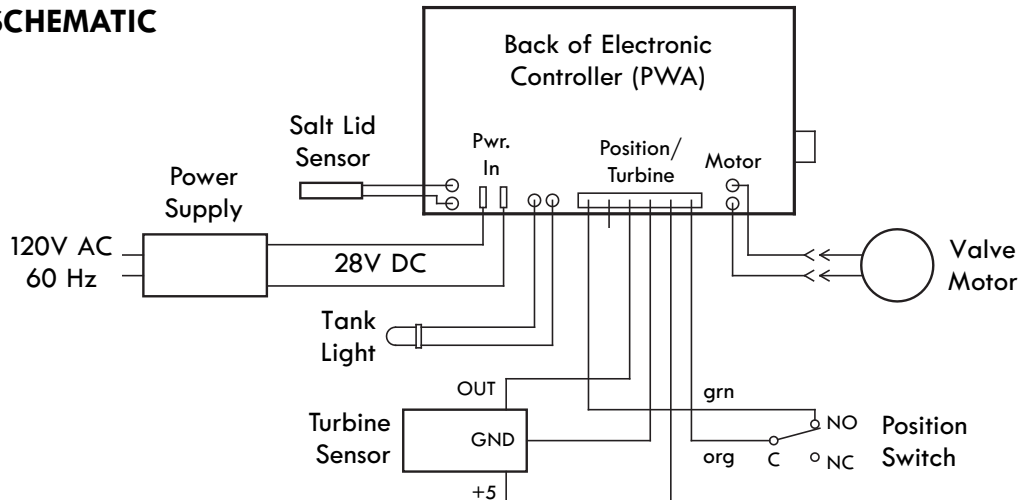 SCHEMATIC
Back of Electronic
Controller (PWA)
Salt Lid
Sensor
Pwr.
In
Position/
Turbine
Motor
Power
Supply
120V AC
60 Hz
28V DC
Valve
Motor
Tank
Light
OUT
grn
Turbine
Sensor
GND
NO
Position
Switch
org
C
NC
+5